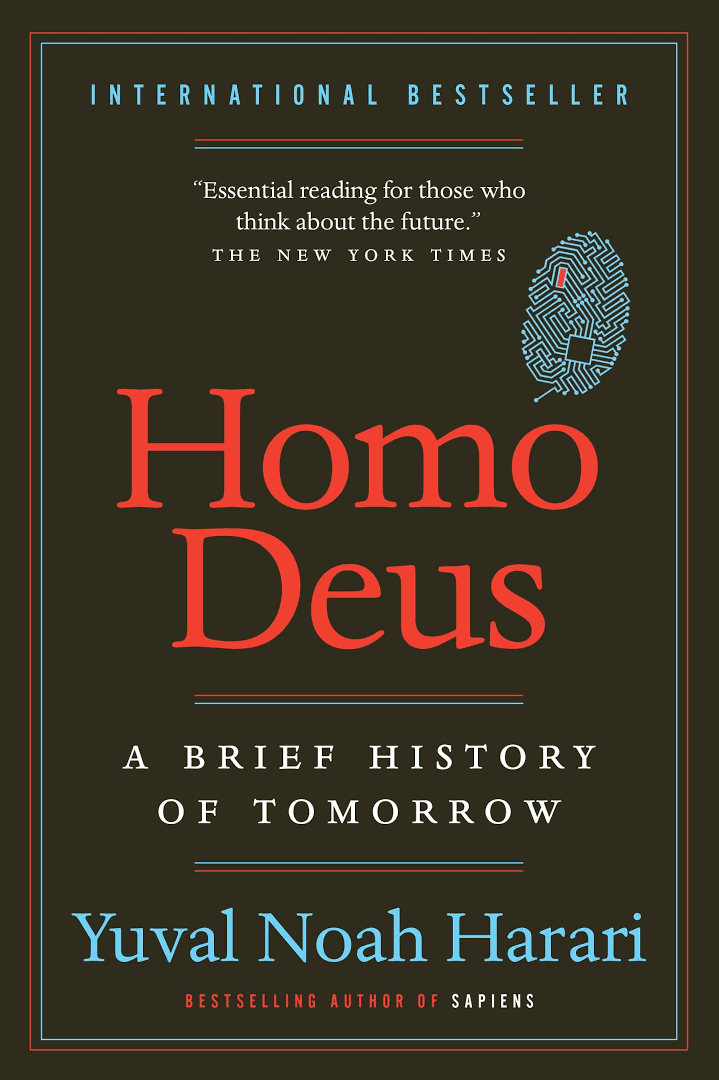 INTERNATIONAL BESTSELLER
“Essential reading for those who
think about the future.”
THE NEW YORK TIMES
Homo
Deus
A BRIEF HISTORY
OF TOMORROW
Yuval Noah Harari
BESTSELLING AUTHOR OF SAPIENS